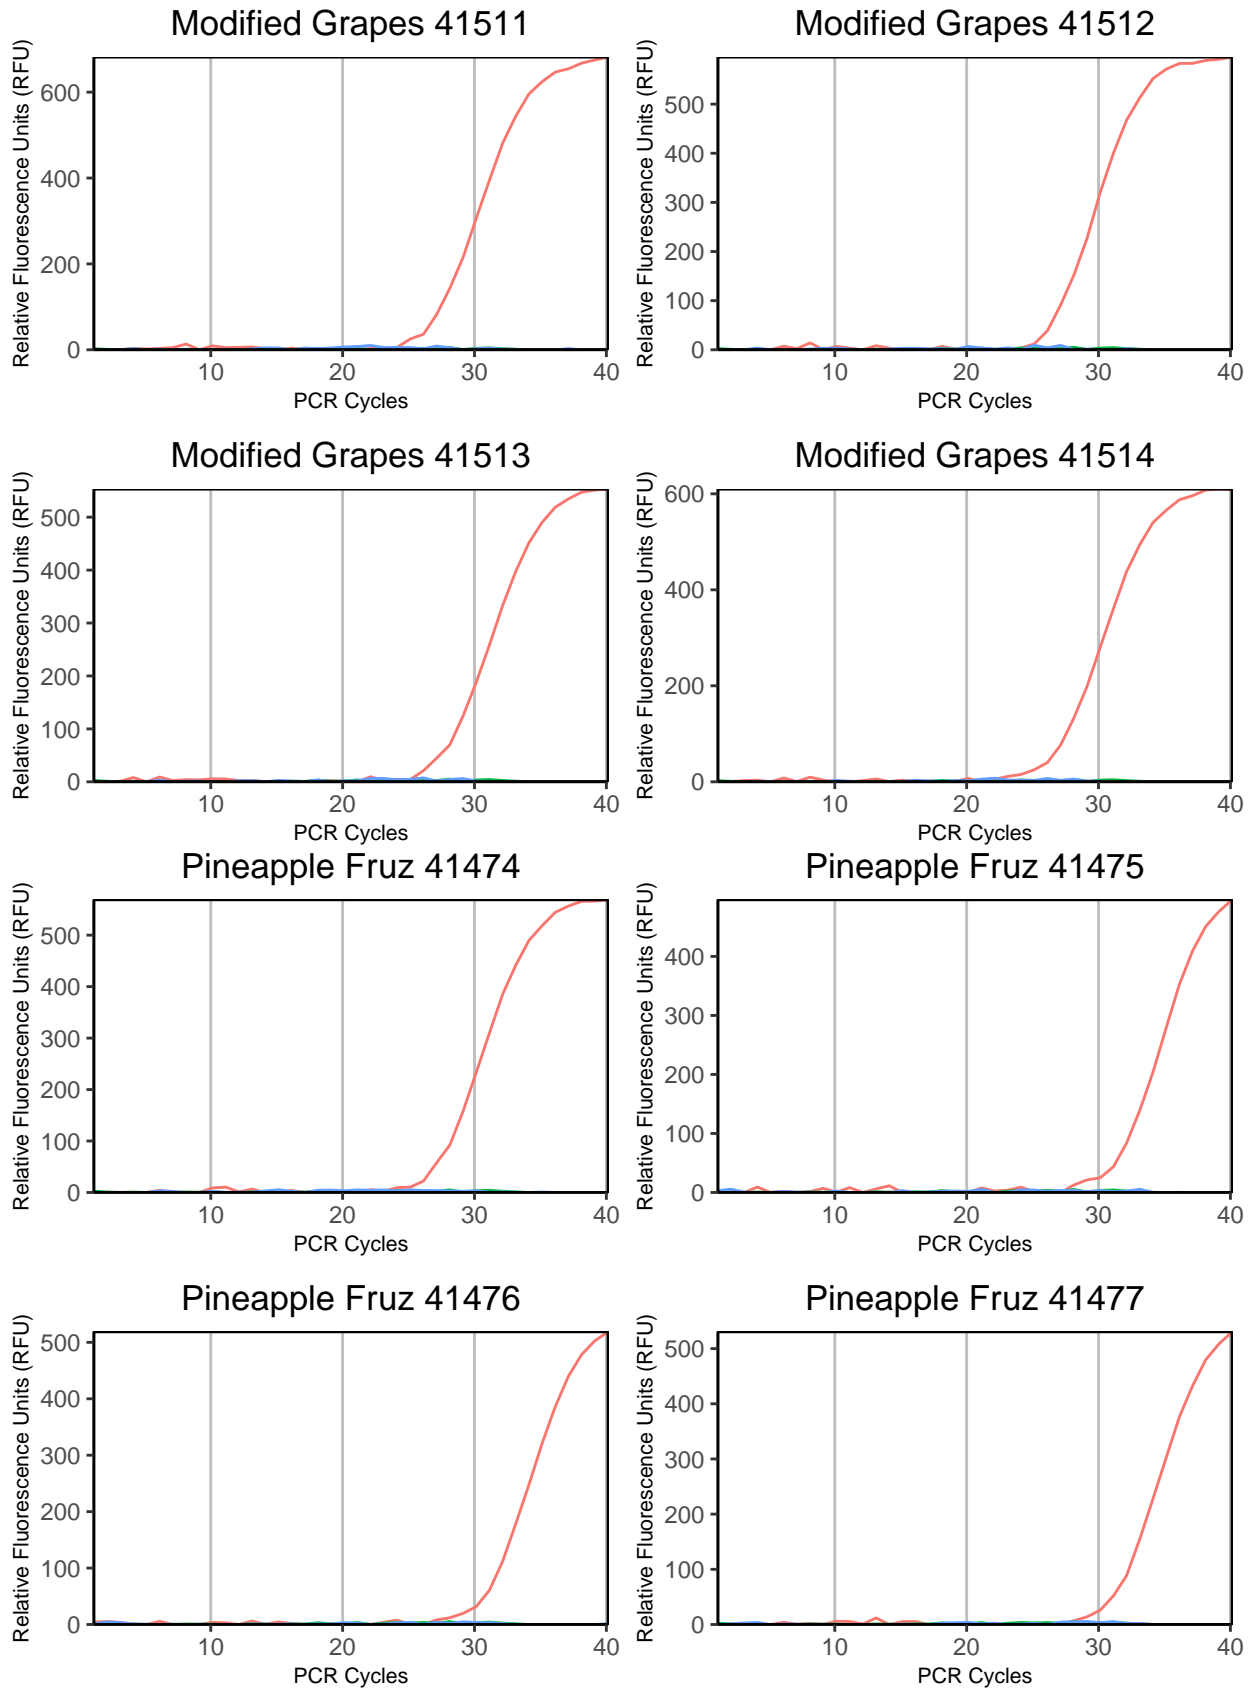 Modified Grapes 41511
Relative Fluorescence Units (RFU)
600
400
200
0
10 20 30 40
PCR Cycles
Modified Grapes 41512
Relative Fluorescence Units (RFU)
500
400
300
200
100
0
10 20 30 40
PCR Cycles
Modified Grapes 41513
Relative Fluorescence Units (RFU)
500
400
300
200
100
0
10 20 30 40
PCR Cycles
Modified Grapes 41514
Relative Fluorescence Units (RFU)
600
400
200
0
10 20 30 40
PCR Cycles
Pineapple Fruz 41474
Relative Fluorescence Units (RFU)
500
400
300
200
100
0
10 20 30 40
PCR Cycles
Pineapple Fruz 41475
Relative Fluorescence Units (RFU)
400
300
200
100
0
10 20 30 40
PCR Cycles
Pineapple Fruz 41476
Relative Fluorescence Units (RFU)
500
400
300
200
100
0
10 20 30 40
PCR Cycles
Pineapple Fruz 41477
Relative Fluorescence Units (RFU)
500
400
300
200
100
0
10 20 30 40
PCR Cycles